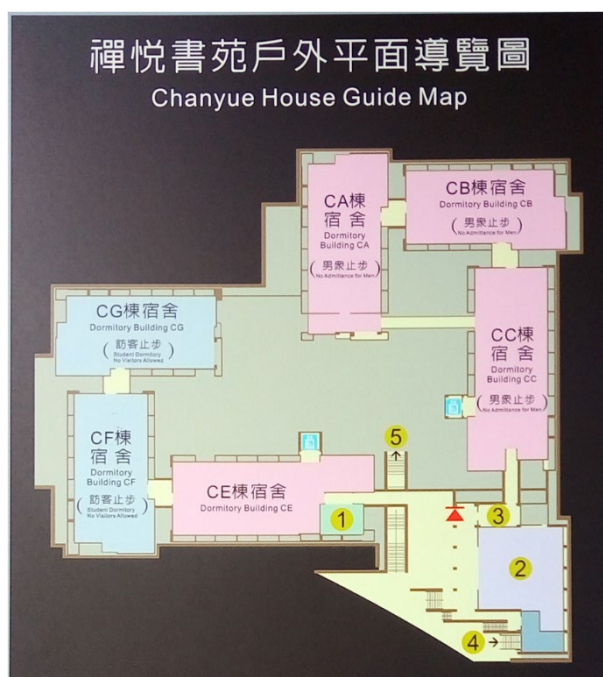 禪悦書苑戶外平面導覽圖
Chanyue House Guide Map
CA棟
宿舍
Dormitory
Building CA
(男眾止步)
No Admittance for Men
CB棟宿舍
Dormitory Building CB
(男眾止步)
No Admittance for Men
CG棟宿舍
Dormitory Building CG
(訪客止步)
Student Dormitory
No Visitors Allowed
CC棟
宿舍
Dormitory
Building CC
(男眾止步)
No Admittance for Men
CF棟
宿舍
Dormitory
Building CF
(訪客止步)
Student Dormitory
No Visitors Allowed
CE棟宿舍
Dormitory Building CE
5
1
3
2
4